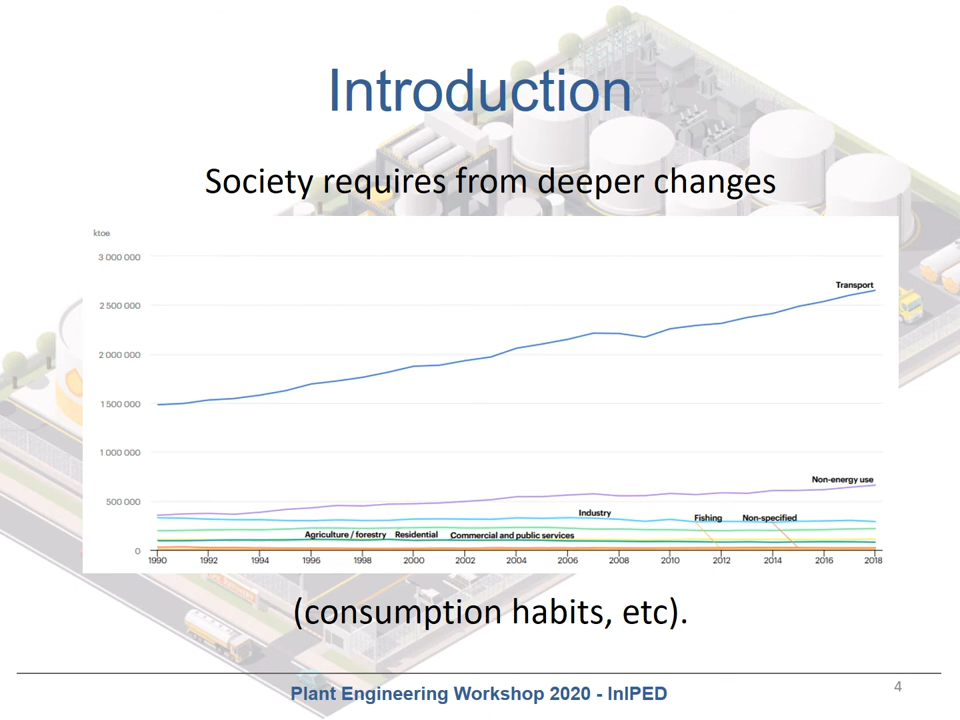 Introduction
Society requires from deeper changes
ktoe
3 000 000
Transport
2 500 000
2 000 000
1 500 000
1 000 000
Non-energy use
500 000
Industry
Fishing
Non-specified
Agriculture / forestry
Residential
Commercial and public services
0
1990 1992 1994 1996 1998 2000 2002 2004 2006 2008 2010 2012 2014 2016 2018
(consumption habits, etc).
Plant Engineering Workshop 2020 - InIPED
4